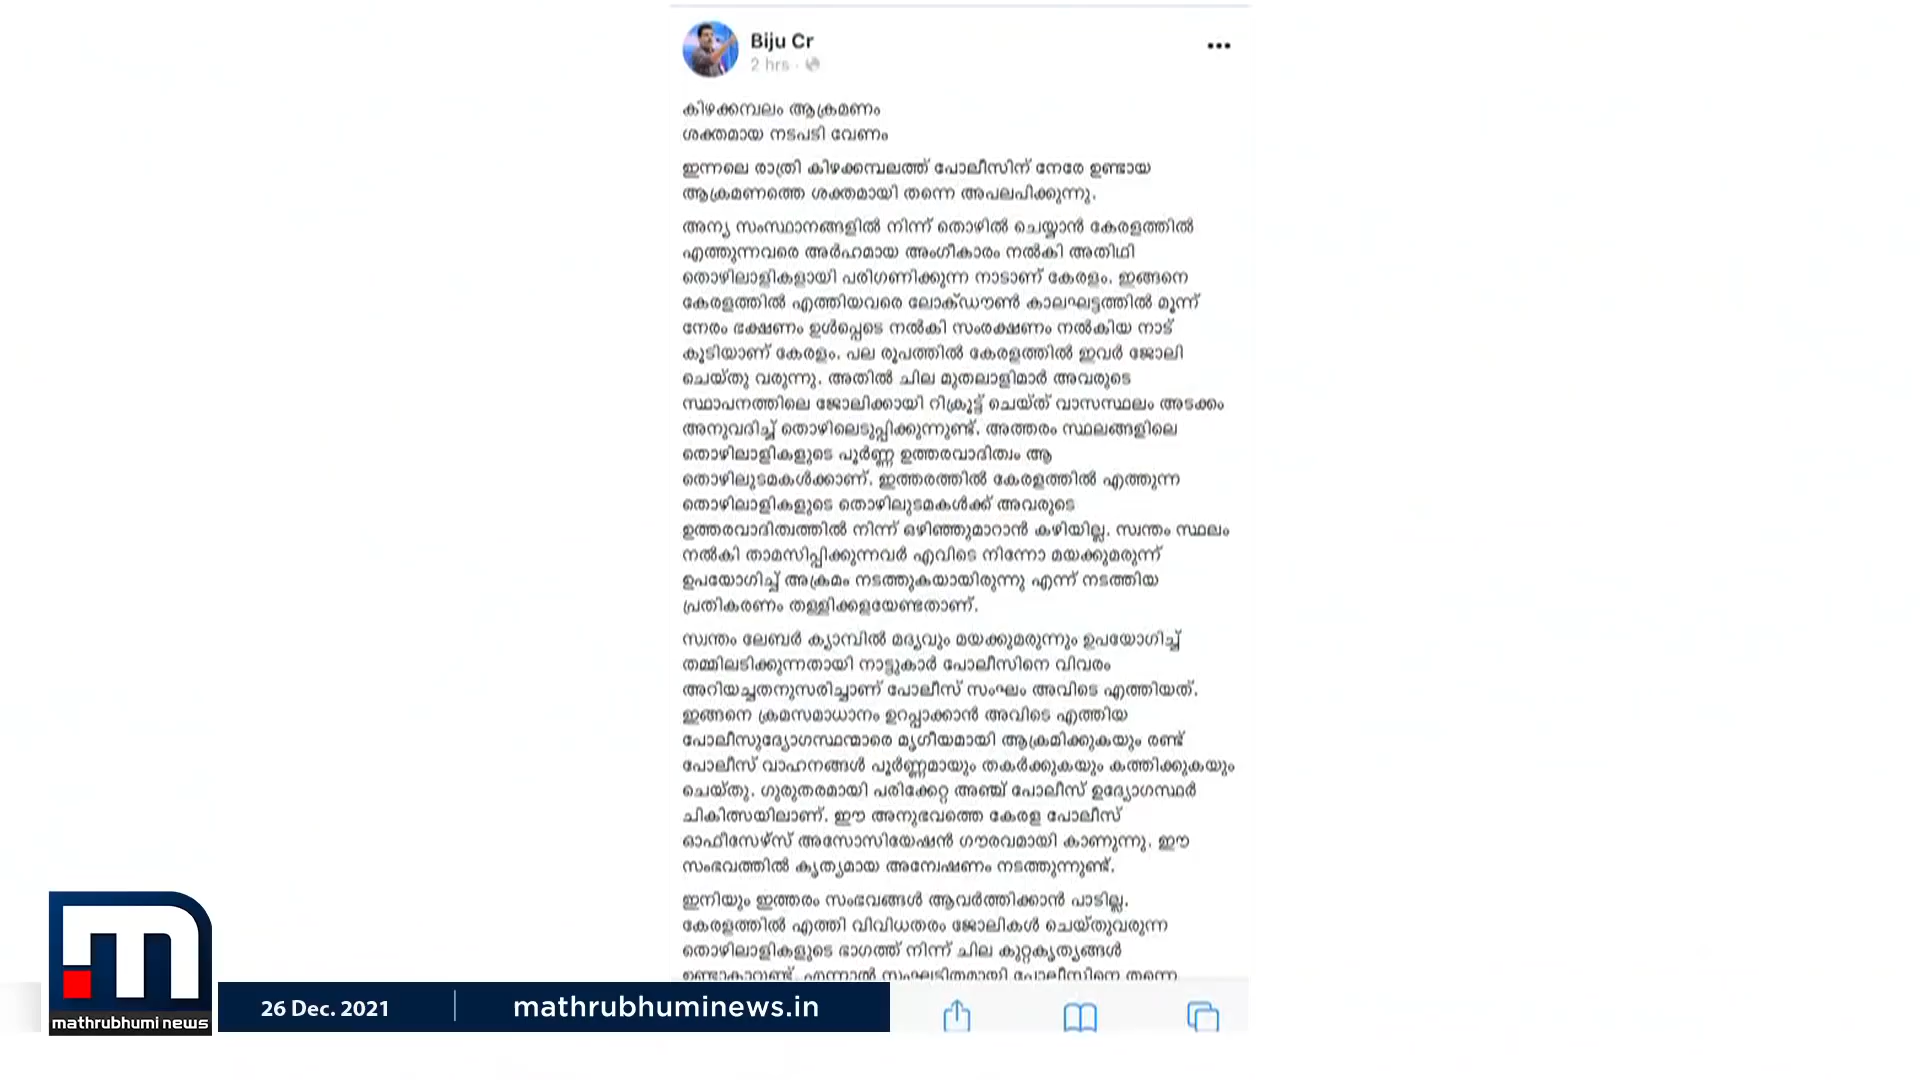 Biju Cr
2 hrs ·
കിഴക്കമ്പലം ആക്രമണം
ശക്തമായ നടപടി വേണം
ഇന്നലെ രാത്രി കിഴക്കമ്പലത്ത് പോലീസിന് നേരേ ഉണ്ടായ
ആക്രമണത്തെ ശക്തമായി തന്നെ അപലപിക്കുന്നു.
അന്യ സംസ്ഥാനങ്ങളിൽ നിന്ന് തൊഴിൽ ചെയ്യാൻ കേരളത്തിൽ
എത്തുന്നവരെ അർഹമായ അംഗീകാരം നൽകി അതിഥി
തൊഴിലാളികളായി പരിഗണിക്കുന്ന നാടാണ് കേരളം. ഇങ്ങനെ
കേരളത്തിൽ എത്തിയവരെ ലോക്ഡൗൺ കാലഘട്ടത്തിൽ മൂന്ന്
നേരം ഭക്ഷണം ഉൾപ്പെടെ നൽകി സംരക്ഷണം നൽകിയ നാട്
കൂടിയാണ് കേരളം. പല രൂപത്തിൽ കേരളത്തിൽ ഇവർ ജോലി
ചെയ്തു വരുന്നു. അതിൽ ചില മുതലാളിമാർ അവരുടെ
സ്ഥാപനത്തിലെ ജോലിക്കായി റിക്രൂട്ട് ചെയ്ത് വാസസ്ഥലം അടക്കം
അനുവദിച്ച് തൊഴിലെടുപ്പിക്കുന്നുണ്ട്. അത്തരം സ്ഥലങ്ങളിലെ
തൊഴിലാളികളുടെ പൂർണ്ണ ഉത്തരവാദിത്വം ആ
തൊഴിലുടമകൾക്കാണ്. ഇത്തരത്തിൽ കേരളത്തിൽ എത്തുന്ന
തൊഴിലാളികളുടെ തൊഴിലുടമകൾക്ക് അവരുടെ
ഉത്തരവാദിത്വത്തിൽ നിന്ന് ഒഴിഞ്ഞുമാറാൻ കഴിയില്ല. സ്വന്തം സ്ഥലം
നൽകി താമസിപ്പിക്കുന്നവർ എവിടെ നിന്നോ മയക്കുമരുന്ന്
ഉപയോഗിച്ച് അക്രമം നടത്തുകയായിരുന്നു എന്ന് നടത്തിയ
പ്രതികരണം തള്ളിക്കളയേണ്ടതാണ്.
സ്വന്തം ലേബർ ക്യാമ്പിൽ മദ്യവും മയക്കുമരുന്നും ഉപയോഗിച്ച്
തമ്മിലടിക്കുന്നതായി നാട്ടുകാർ പോലീസിനെ വിവരം
അറിയച്ചതനുസരിച്ചാണ് പോലീസ് സംഘം അവിടെ എത്തിയത്.
ഇങ്ങനെ ക്രമസമാധാനം ഉറപ്പാക്കാൻ അവിടെ എത്തിയ
പോലീസുദ്യോഗസ്ഥന്മാരെ മൃഗീയമായി ആക്രമിക്കുകയും രണ്ട്
പോലീസ് വാഹനങ്ങൾ പൂർണ്ണമായും തകർക്കുകയും കത്തിക്കുകയും
ചെയ്തു. ഗുരുതരമായി പരിക്കേറ്റ അഞ്ച് പോലീസ് ഉദ്യോഗസ്ഥർ
ചികിത്സയിലാണ്. ഈ അനുഭവത്തെ കേരള പോലീസ്
ഓഫീസേഴ്സ് അസോസിയേഷൻ ഗൗരവമായി കാണുന്നു. ഈ
സംഭവത്തിൽ കൃത്യമായ അന്വേഷണം നടത്തുന്നുണ്ട്.
ഇനിയും ഇത്തരം സംഭവങ്ങൾ ആവർത്തിക്കാൻ പാടില്ല.
കേരളത്തിൽ എത്തി വിവിധതരം ജോലികൾ ചെയ്തുവരുന്ന
തൊഴിലാളികളുടെ ഭാഗത്ത് നിന്ന് ചില കുറ്റകൃത്യങ്ങൾ
ഉണ്ടാകാറുണ്ട്. എന്നാൽ സംഘടിതമായി പോലീസിനെ തന്നെ
mathrubhumi news
26 Dec. 2021
mathrubhuminews.in